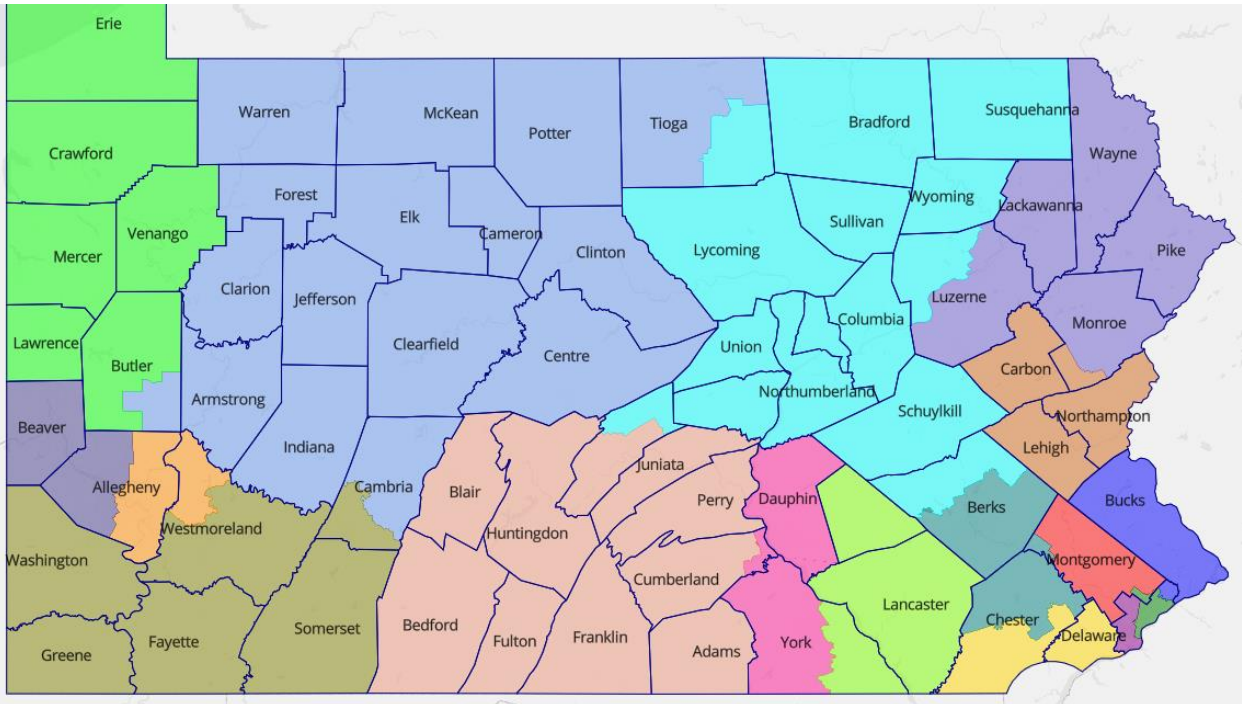 Erie
Warren
McKean
Potter
Tioga
Bradford
Susquehanna
Wayne
Crawford
Forest
Elk
Cameron
Clinton
Lycoming
Sullivan
Wyoming
Lackawanna
Pike
Venango
Mercer
Clarion
Jefferson
Clearfield
Centre
Union
Columbia
Luzerne
Monroe
Lawrence
Butler
Armstrong
Northumberland
Schuylkill
Carbon
Northampton
Beaver
Indiana
Lehigh
Allegheny
Cambria
Blair
Juniata
Perry
Dauphin
Berks
Bucks
Westmoreland
Huntingdon
Washington
Cumberland
Montgomery
Lancaster
Chester
Greene
Fayette
Somerset
Bedford
Fulton
Franklin
Adams
York
Delaware